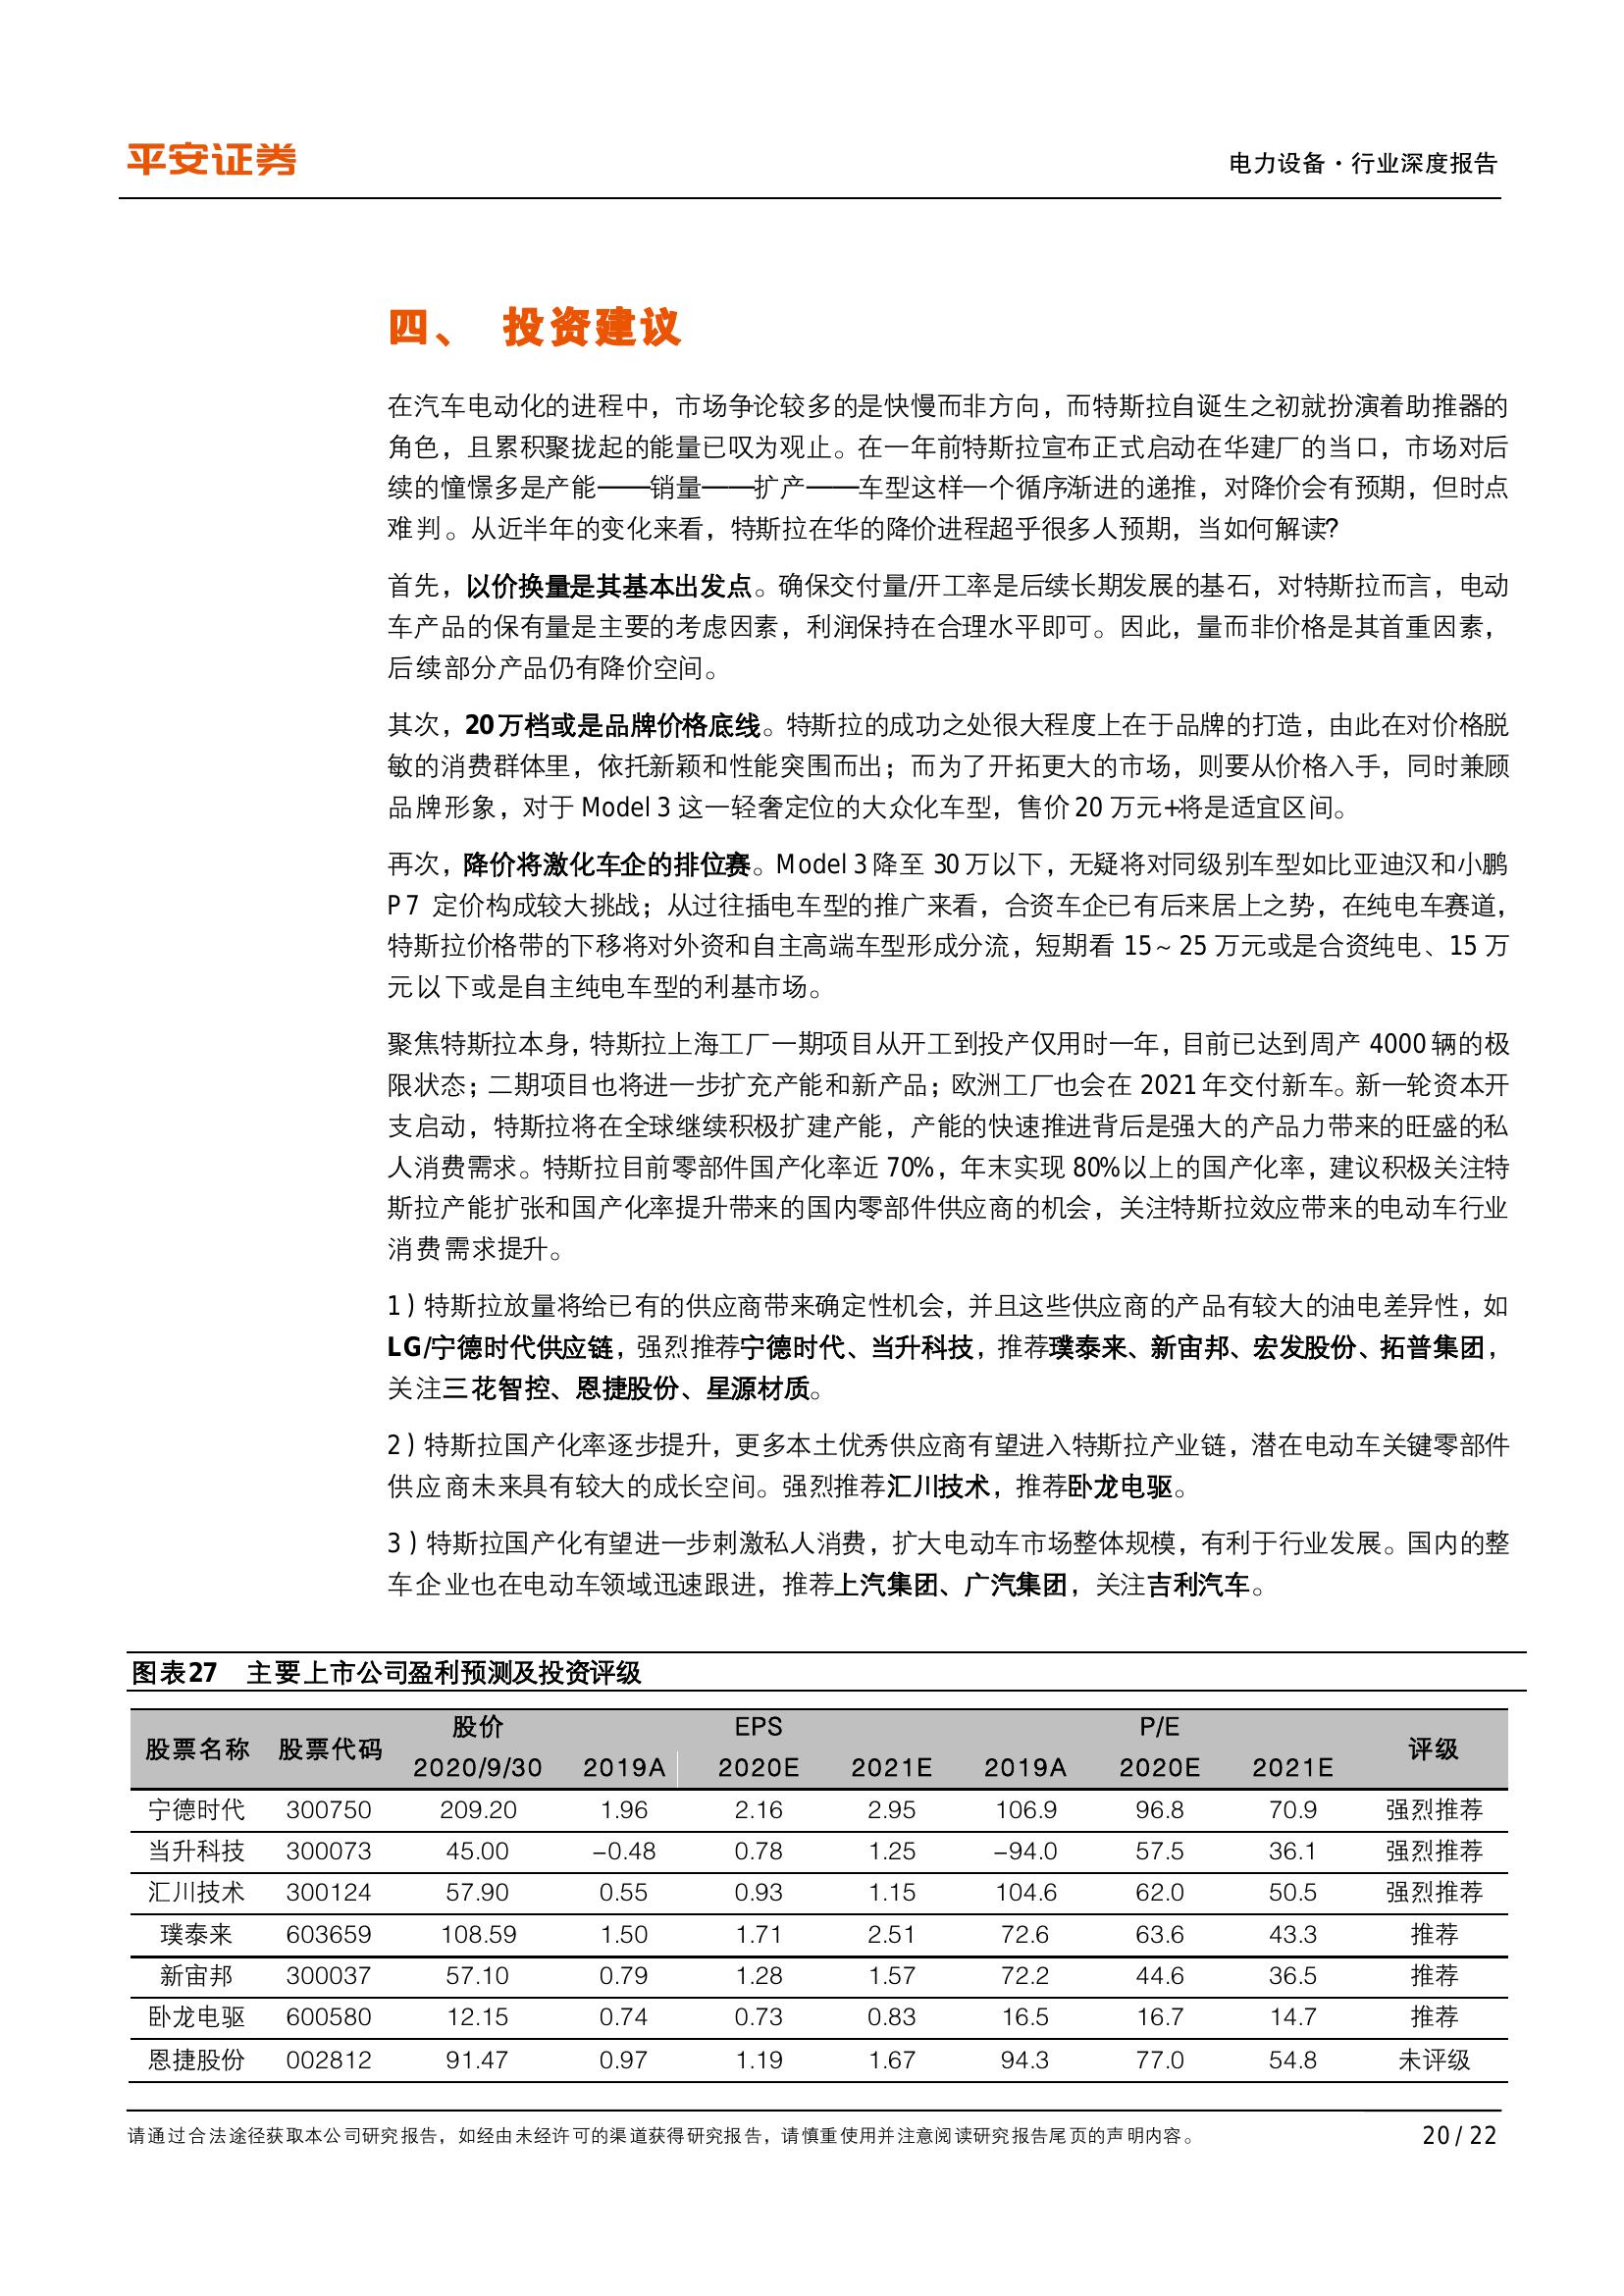 平安证券
电力设备·行业深度报告
四、 投资建议
在汽车电动化的进程中，市场争论较多的是快慢而非方向，而特斯拉自诞生之初就扮演着助推器的
角色，且累积聚拢起的能量已叹为观止。在一年前特斯拉宣布正式启动在华建厂的当口，市场对后
续的憧憬多是产能——销量——扩产——车型这样一个循序渐进的递推，对降价会有预期，但时点
难判。从近半年的变化来看，特斯拉在华的降价进程超乎很多人预期，当如何解读？
首先，以价换量是其基本出发点。确保交付量/开工率是后续长期发展的基石，对特斯拉而言，电动
车产品的保有量是主要的考虑因素，利润保持在合理水平即可。因此，量而非价格是其首重因素，
后续部分产品仍有降价空间。
其次，20万档或是品牌价格底线。特斯拉的成功之处很大程度上在于品牌的打造，由此在对价格脱
敏的消费群体里，依托新颖和性能突围而出；而为了开拓更大的市场，则要从价格入手，同时兼顾
品牌形象，对于 Model 3 这一轻奢定位的大众化车型，售价 20 万元+将是适宜区间。
再次，降价将激化车企的排位赛。Model 3 降至 30 万以下，无疑将对同级别车型如比亚迪汉和小鹏
P7 定价构成较大挑战；从过往插电车型的推广来看，合资车企已有后来居上之势，在纯电车赛道，
特斯拉价格带的下移将对外资和自主高端车型形成分流，短期看 15~25 万元或是合资纯电、15 万
元以下或是自主纯电车型的利基市场。
聚焦特斯拉本身，特斯拉上海工厂一期项目从开工到投产仅用时一年，目前已达到周产 4000 辆的极
限状态；二期项目也将进一步扩充产能和新产品；欧洲工厂也会在 2021 年交付新车。新一轮资本开
支启动，特斯拉将在全球继续积极扩建产能，产能的快速推进背后是强大的产品力带来的旺盛的私
人消费需求。特斯拉目前零部件国产化率近 70%，年末实现 80%以上的国产化率，建议积极关注特
斯拉产能扩张和国产化率提升带来的国内零部件供应商的机会，关注特斯拉效应带来的电动车行业
消费需求提升。
1）特斯拉放量将给已有的供应商带来确定性机会，并且这些供应商的产品有较大的油电差异性，如
LG/宁德时代供应链，强烈推荐宁德时代、当升科技，推荐璞泰来、新宙邦、宏发股份、拓普集团，
关注三花智控、恩捷股份、星源材质。
2）特斯拉国产化率逐步提升，更多本土优秀供应商有望进入特斯拉产业链，潜在电动车关键零部件
供应商未来具有较大的成长空间。强烈推荐汇川技术，推荐卧龙电驱。
3）特斯拉国产化有望进一步刺激私人消费，扩大电动车市场整体规模，有利于行业发展。国内的整
车企业也在电动车领域迅速跟进，推荐上汽集团、广汽集团，关注吉利汽车。
图表27 主要上市公司盈利预测及投资评级
股票名称 股票代码 股价 EPS P/E 评级
2020/9/30 2019A 2020E 2021E 2019A 2020E 2021E
宁德时代 300750 209.20 1.96 2.16 2.95 106.9 96.8 70.9 强烈推荐
当升科技 300073 45.00 -0.48 0.78 1.25 -94.0 57.5 36.1 强烈推荐
汇川技术 300124 57.90 0.55 0.93 1.15 104.6 62.0 50.5 强烈推荐
璞泰来 603659 108.59 1.50 1.71 2.51 72.6 63.6 43.3 推荐
新宙邦 300037 57.10 0.79 1.28 1.57 72.2 44.6 36.5 推荐
卧龙电驱 600580 12.15 0.74 0.73 0.83 16.5 16.7 14.7 推荐
恩捷股份 002812 91.47 0.97 1.19 1.67 94.3 77.0 54.8 未评级
请通过合法途径获取本公司研究报告，如经由未经许可的渠道获得研究报告，请慎重使用并注意阅读研究报告尾页的声明内容。
20 / 22